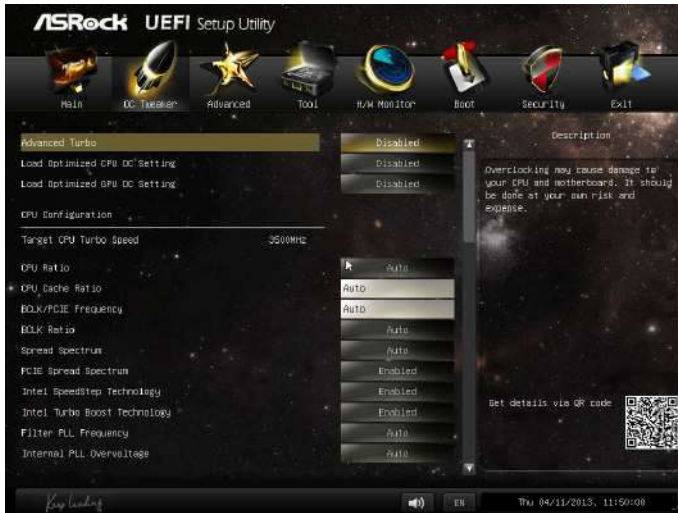 ASRock UEFI Setup Utility
Main OC Tweaker Advanced Tool H/W Monitor Boot Security Exit
Advanced Turbo Disabled
Load Optimized CPU OC Setting Disabled
Load Optimized GPU OC Setting Disabled
CPU Configuration
Target CPU Turbo Speed 3500MHz
CPU Ratio Auto
CPU Cache Ratio Auto
BCLK/PCIE Frequency Auto
BCLK Ratio Auto
Spread Spectrum Auto
PCIE Spread Spectrum Enabled
Intel SpeedStep Technology Enabled
Intel Turbo Boost Technology Enabled
Filter PLL Frequency Auto
Internal PLL Overvoltage Auto
Description
Overclocking may cause damage to
your CPU and motherboard. It should
be done at your own risk and
expense.
Get details via QR code
Keep Leading
EN
Thu 04/11/2013, 11:50:00